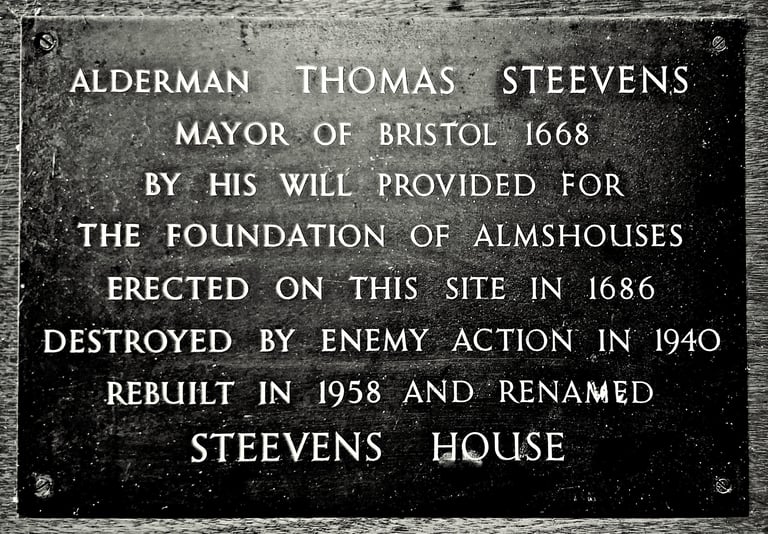 ALDERMAN THOMAS STEEVENS
MAYOR OF BRISTOL 1668
BY HIS WILL PROVIDED FOR
THE FOUNDATION OF ALMSHOUSES
ERECTED ON THIS SITE IN 1686
DESTROYED BY ENEMY ACTION IN 1940
REBUILT IN 1958 AND RENAMED
STEEVENS HOUSE